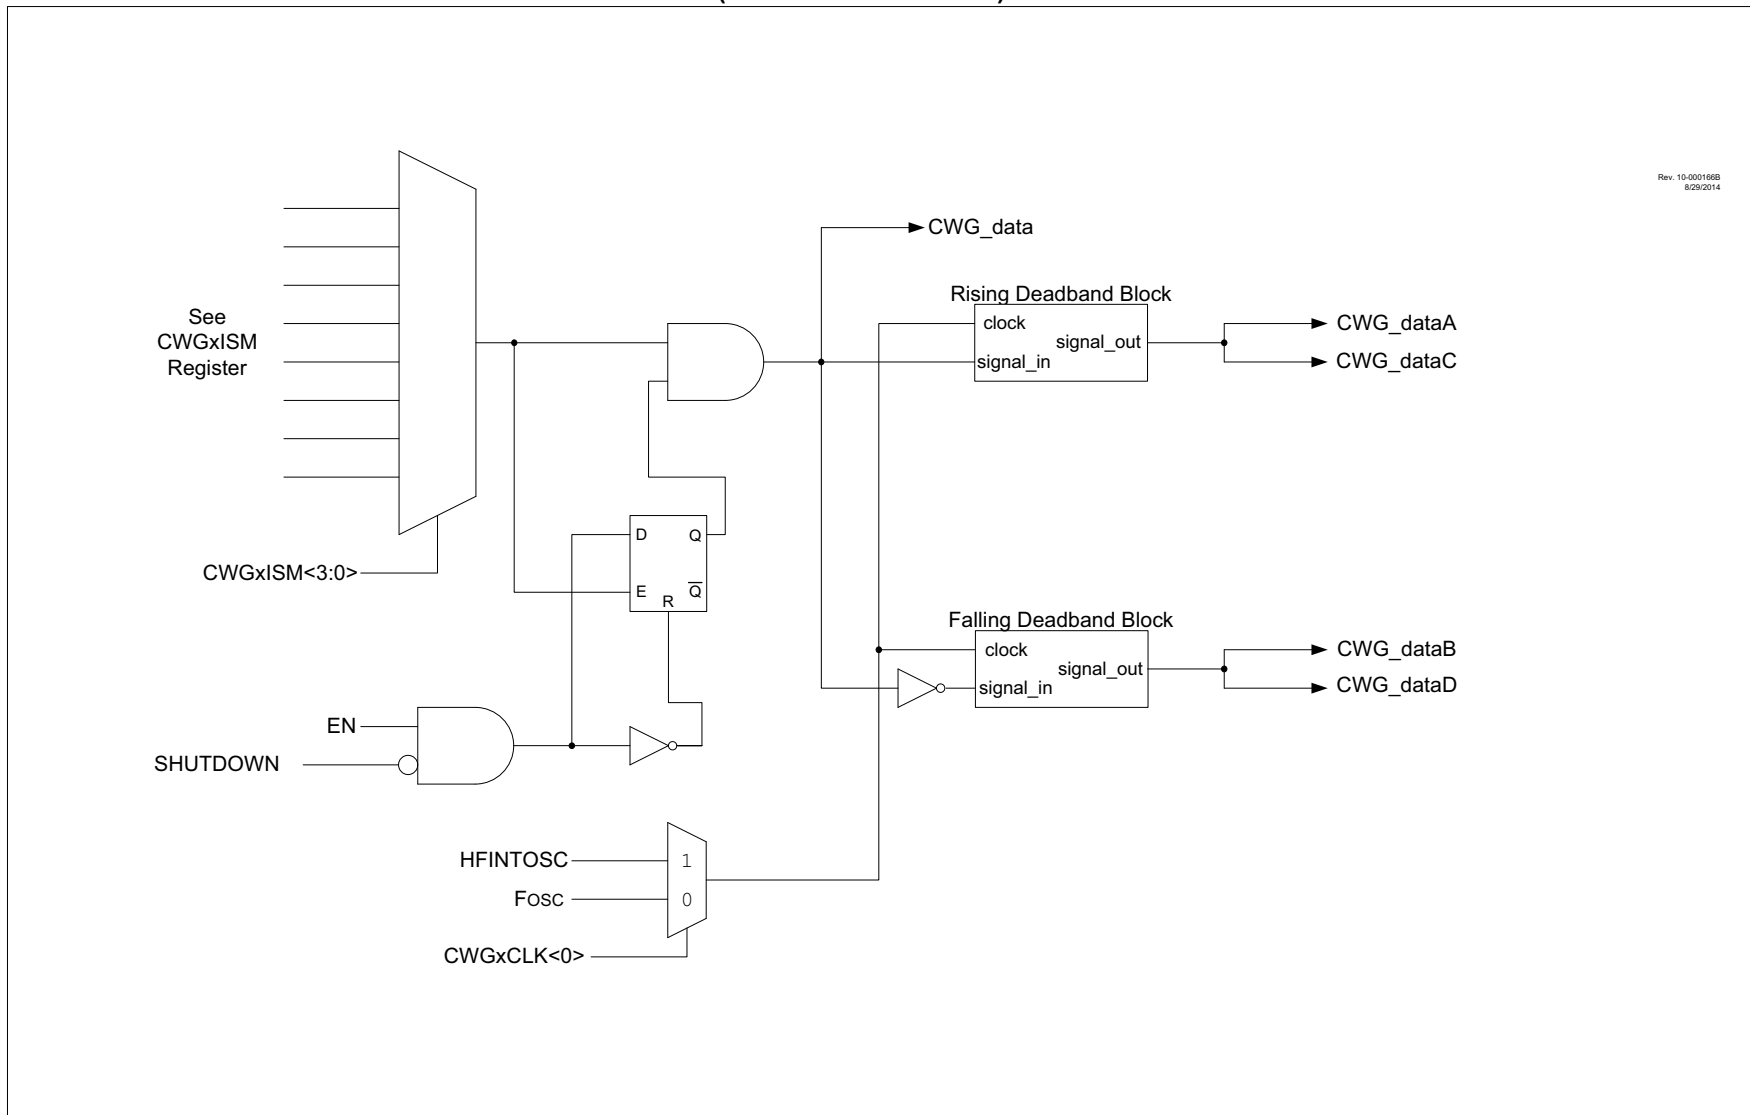 Rev. 10-000166B
8/29/2014
CWG_data
Rising Deadband Block
clock
signal_out
signal_in
CWG_dataA
CWG_dataC
See
CWGxISM
Register
CWGxISM<3:0>
D
Q
E
R
Q̅
Falling Deadband Block
clock
signal_out
signal_in
CWG_dataB
CWG_dataD
EN
SHUTDOWN
HFINTOSC
1
FOSC
0
CWGxCLK<0>